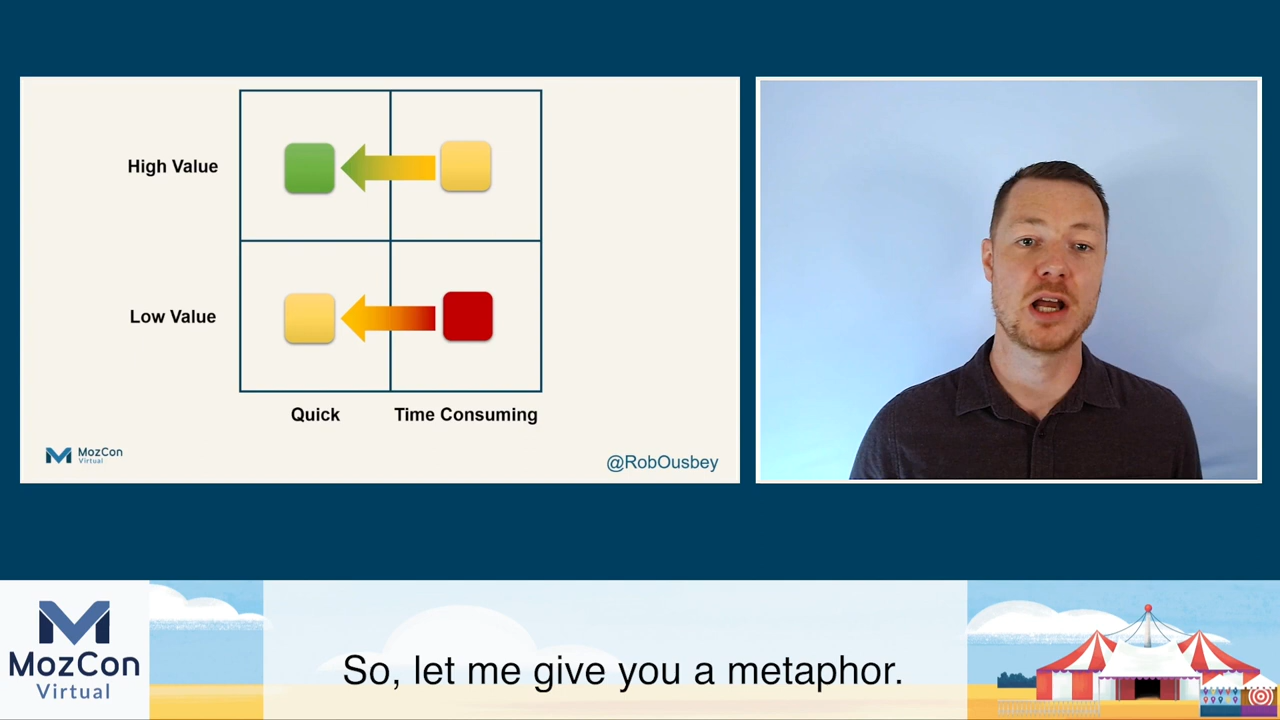 High Value
Low Value
Quick
Time Consuming
MozCon
Virtual
@RobOusbey
MozCon
Virtual
So, let me give you a metaphor.